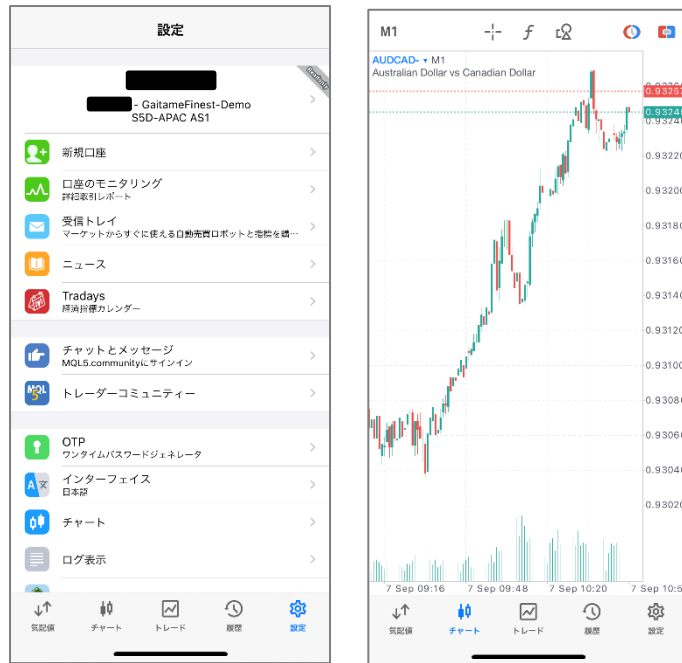 設定
- GaitameFinest-Demo
S5D-APAC AS1
新規口座
口座のモニタリング
詳細取引レポート
受信トレイ
マーケットからすぐに使える自動売買ロボットと指標を購…
ニュース
Tradays
経済指標カレンダー
チャットとメッセージ
MQL5.communityにサインイン
MQL5
トレーダーコミュニティー
OTP
ワンタイムパスワードジェネレータ
A 文
インターフェイス
日本語
チャート
ログ表示
気配値
チャート
トレード
履歴
設定
M1
f
AUDCAD- ▾ M1
Australian Dollar vs Canadian Dollar
0.93257
0.93246
0.93240
0.93220
0.93200
0.93180
0.93160
0.93140
0.93120
0.93100
0.93080
0.93060
0.93040
0.93020
7 Sep 09:16
7 Sep 09:48
7 Sep 10:20
7 Sep 10:5
気配値
チャート
トレード
履歴
設定